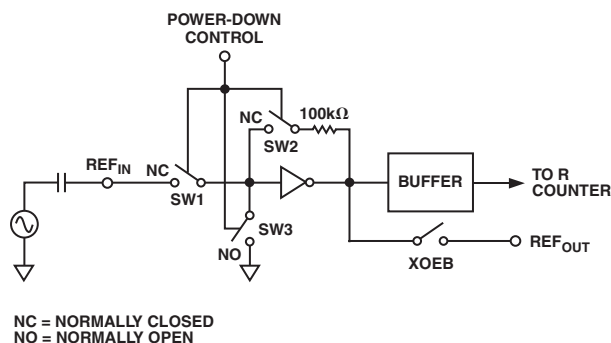 POWER-DOWN
CONTROL
NC
100kΩ
SW2
REFIN
NC
SW1
BUFFER
TO R
COUNTER
SW3
NO
XOEB
REFOUT
NC = NORMALLY CLOSED
NO = NORMALLY OPEN